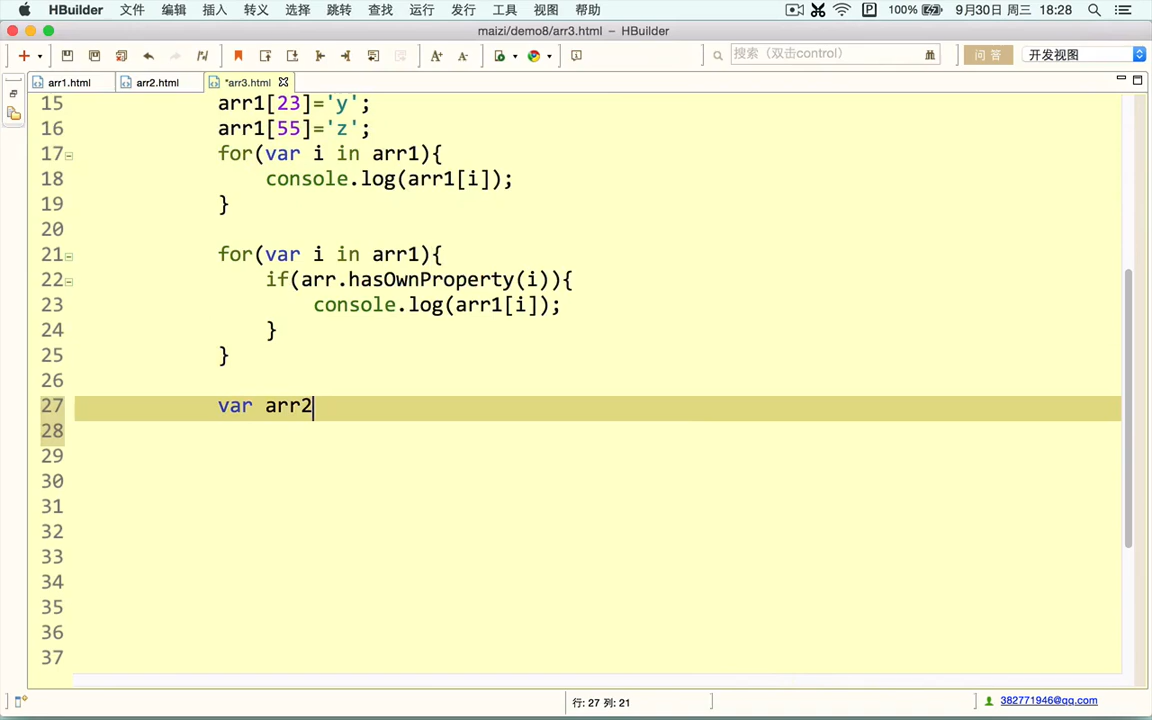 HBuilder 文件 编辑 插入 转义 选择 跳转 查找 运行 发行 工具 视图 帮助 100% 9月30日 周三 18:28
maizi/demo8/arr3.html – HBuilder
搜索（双击control） 问 答 开发视图
arr1.html arr2.html *arr3.html
15 arr1[23]='y';
16 arr1[55]='z';
17 for(var i in arr1){
18 console.log(arr1[i]);
19 }
20
21 for(var i in arr1){
22 if(arr.hasOwnProperty(i)){
23 console.log(arr1[i]);
24 }
25 }
26
27 var arr2
28
29
30
31
32
33
34
35
36
37
行: 27 列: 21 382771946@qq.com